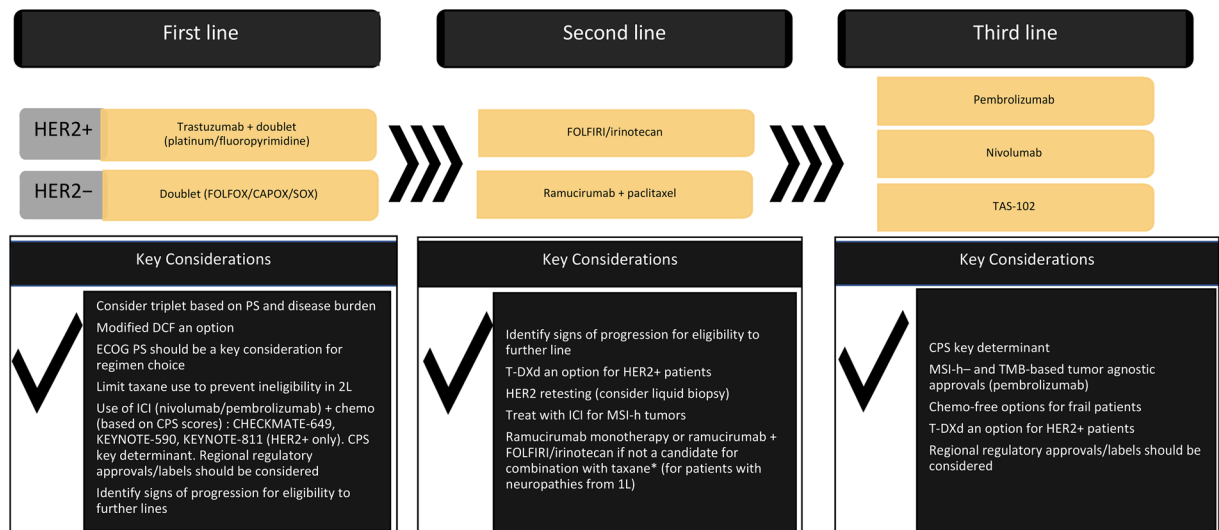 First line
Second line
Third line
HER2+
Trastuzumab + doublet
(platinum/fluoropyrimidine)
HER2−
Doublet (FOLFOX/CAPOX/SOX)
FOLFIRI/irinotecan
Ramucirumab + paclitaxel
Pembrolizumab
Nivolumab
TAS-102
Key Considerations
Consider triplet based on PS and disease burden
Modified DCF an option
ECOG PS should be a key consideration for
regimen choice
Limit taxane use to prevent ineligibility in 2L
Use of ICI (nivolumab/pembrolizumab) + chemo
(based on CPS scores) : CHECKMATE-649,
KEYNOTE-590, KEYNOTE-811 (HER2+ only). CPS
key determinant. Regional regulatory
approvals/labels should be considered
Identify signs of progression for eligibility to
further lines
Key Considerations
Identify signs of progression for eligibility to
further line
T-DXd an option for HER2+ patients
HER2 retesting (consider liquid biopsy)
Treat with ICI for MSI-h tumors
Ramucirumab monotherapy or ramucirumab +
FOLFIRI/irinotecan if not a candidate for
combination with taxane* (for patients with
neuropathies from 1L)
Key Considerations
CPS key determinant
MSI-h– and TMB-based tumor agnostic
approvals (pembrolizumab)
Chemo-free options for frail patients
T-DXd an option for HER2+ patients
Regional regulatory approvals/labels should be
considered